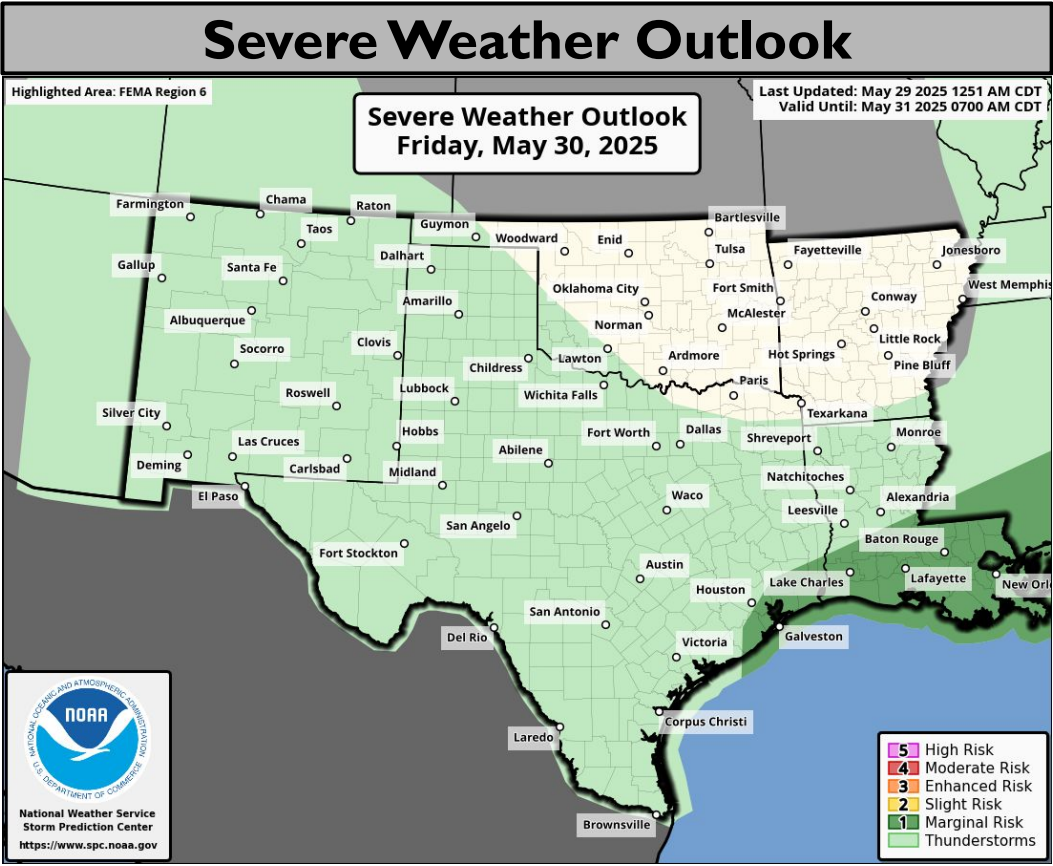 Severe Weather Outlook
Highlighted Area: FEMA Region 6
Severe Weather Outlook
Friday, May 30, 2025
Last Updated: May 29 2025 1251 AM CDT
Valid Until: May 31 2025 0700 AM CDT
Farmington
Chama
Raton
Taos
Guymon
Woodward
Enid
Bartlesville
Tulsa
Fayetteville
Jonesboro
Gallup
Santa Fe
Dalhart
Oklahoma City
Fort Smith
West Memphis
Amarillo
Conway
Albuquerque
Norman
McAlester
Little Rock
Socorro
Clovis
Childress
Lawton
Ardmore
Hot Springs
Pine Bluff
Roswell
Lubbock
Wichita Falls
Paris
Texarkana
Silver City
Las Cruces
Hobbs
Abilene
Fort Worth
Dallas
Shreveport
Monroe
Deming
Carlsbad
Midland
Natchitoches
El Paso
Waco
Leesville
Alexandria
San Angelo
Fort Stockton
Baton Rouge
Austin
Houston
Lake Charles
Lafayette
New Orl
San Antonio
Del Rio
Victoria
Galveston
Laredo
Corpus Christi
Brownsville
NATIONAL OCEANIC AND ATMOSPHERIC ADMINISTRATION
NOAA
U.S. DEPARTMENT OF COMMERCE
National Weather Service
Storm Prediction Center
https://www.spc.noaa.gov
5 High Risk
4 Moderate Risk
3 Enhanced Risk
2 Slight Risk
1 Marginal Risk
Thunderstorms